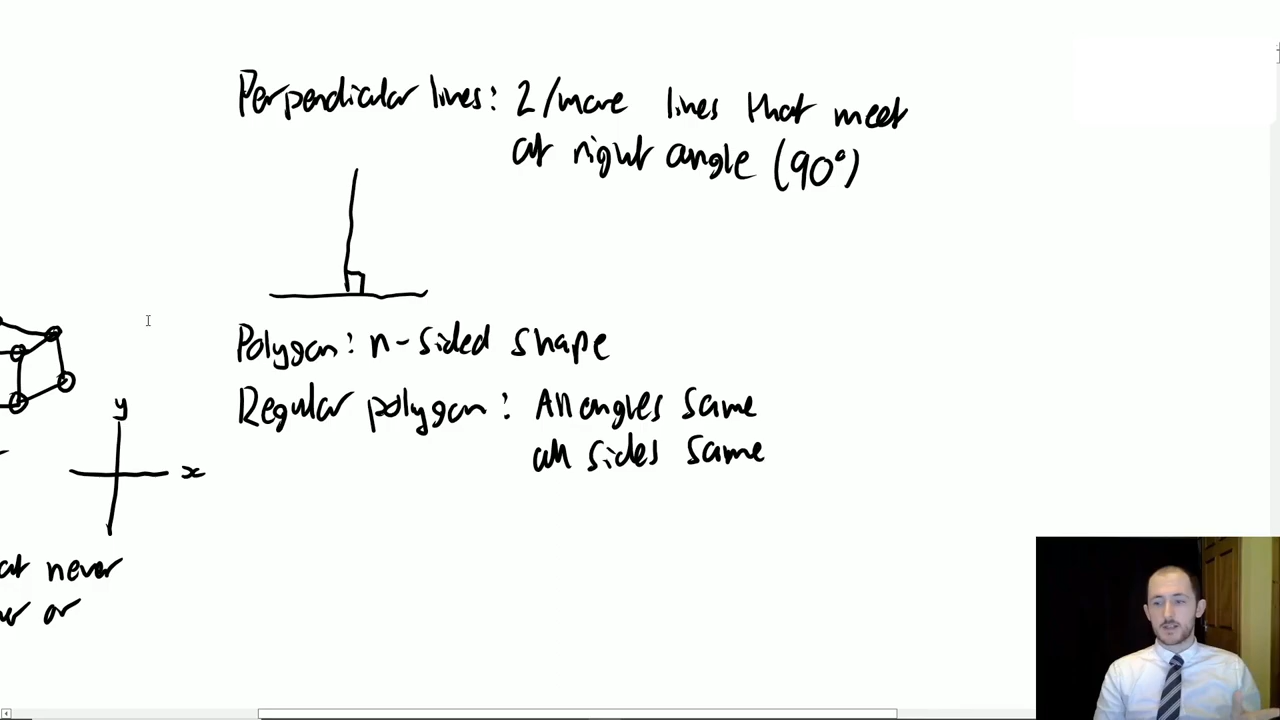 Perpendicular lines: 2/more lines that meet
at right angle (90°)
Polygon: n-sided shape
Regular polygon: All angles same
all sides same
y
x
at never
or